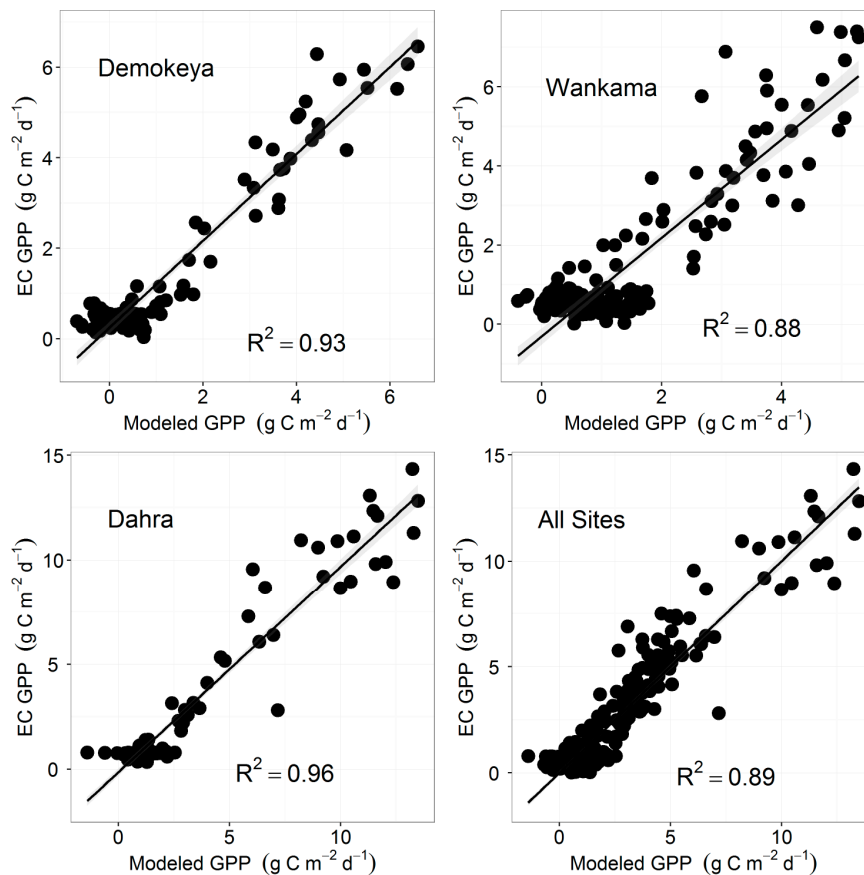 Demokeya
EC GPP (g C m⁻² d⁻¹)
6
4
2
0
R² = 0.93
0 2 4 6
Modeled GPP (g C m⁻² d⁻¹)
Wankama
EC GPP (g C m⁻² d⁻¹)
6
4
2
0
R² = 0.88
0 2 4
Modeled GPP (g C m⁻² d⁻¹)
Dahra
EC GPP (g C m⁻² d⁻¹)
15
10
5
0
R² = 0.96
0 5 10
Modeled GPP (g C m⁻² d⁻¹)
All Sites
EC GPP (g C m⁻² d⁻¹)
15
10
5
0
R² = 0.89
0 5 10
Modeled GPP (g C m⁻² d⁻¹)